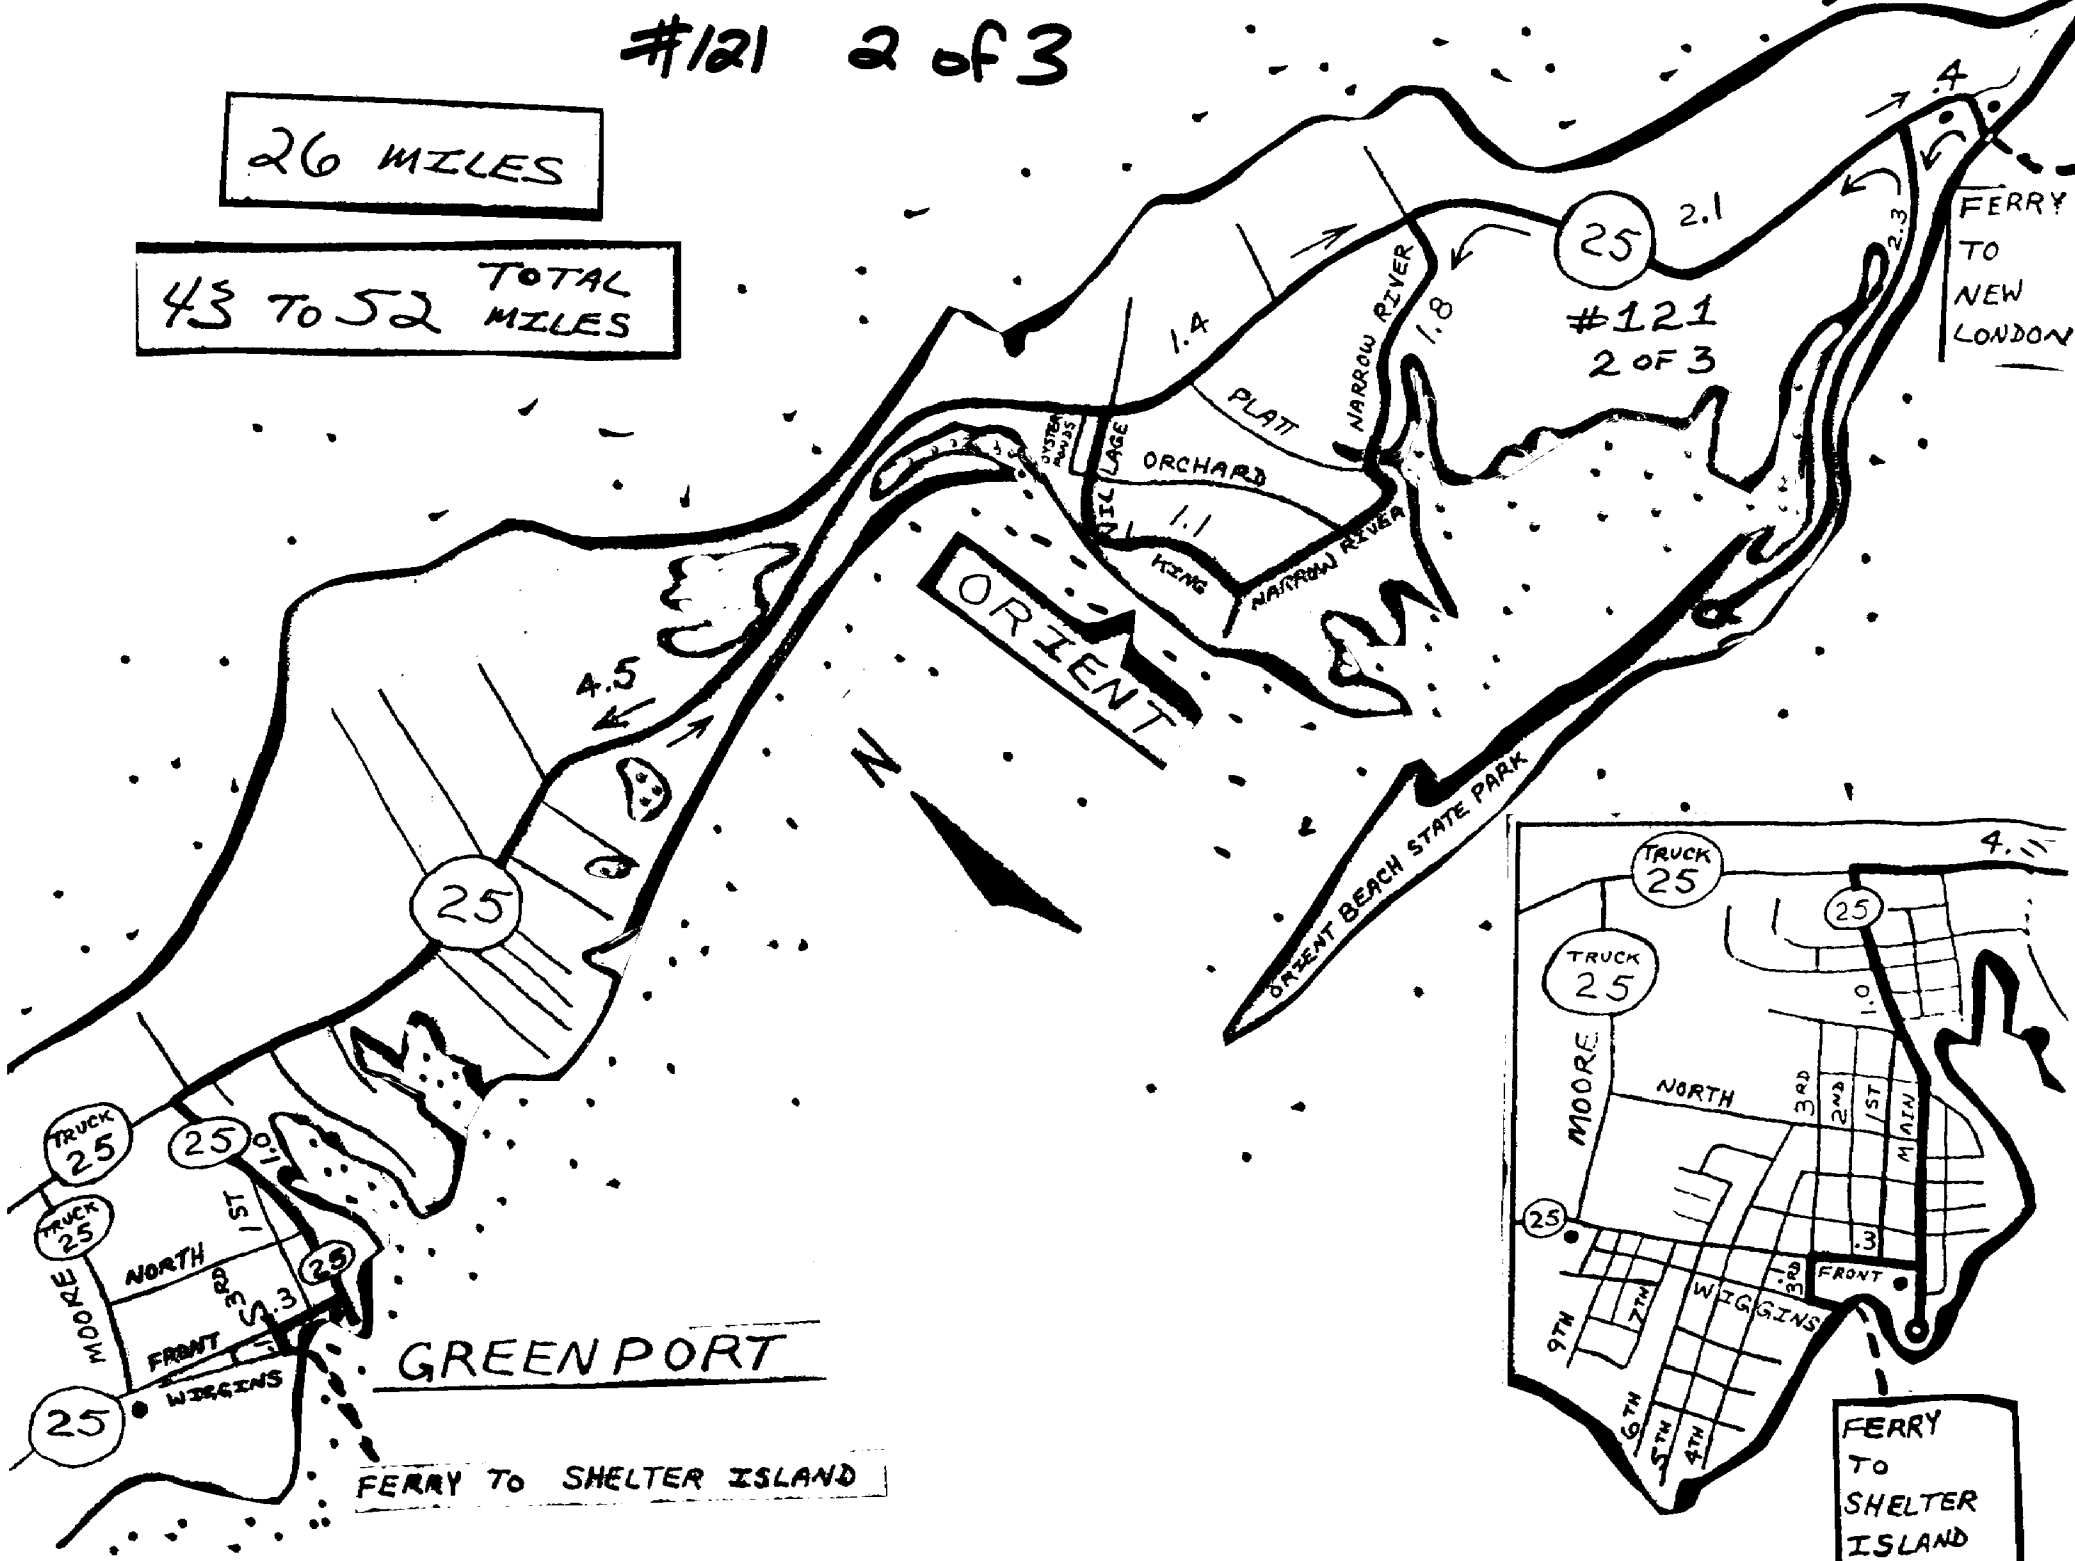 #121 2 of 3
26 MILES
43 TO 52 TOTAL MILES
.4
FERRY
TO
NEW
LONDON
2.3
2.1
25
#121
2 OF 3
NARROW RIVER
1.8
1.4
PLATT
OYSTER
PONDS
VILLAGE
ORCHARD
1.1
KING
NARROW RIVER
ORIENT
4.5
N
ORIENT BEACH STATE PARK
25
TRUCK
25
25
1.0
TRUCK
25
1ST
NORTH
25
MOORE
3RD
.3
FRONT
.1
WIGGINS
25
GREENPORT
FERRY TO SHELTER ISLAND
TRUCK
25
4.
25
TRUCK
25
1.0
MOORE
NORTH
3RD
2ND
1ST
MAIN
25
.3
.1
3RD
FRONT
WIGGINS
9TH
7TH
6TH
5TH
4TH
FERRY
TO
SHELTER
ISLAND